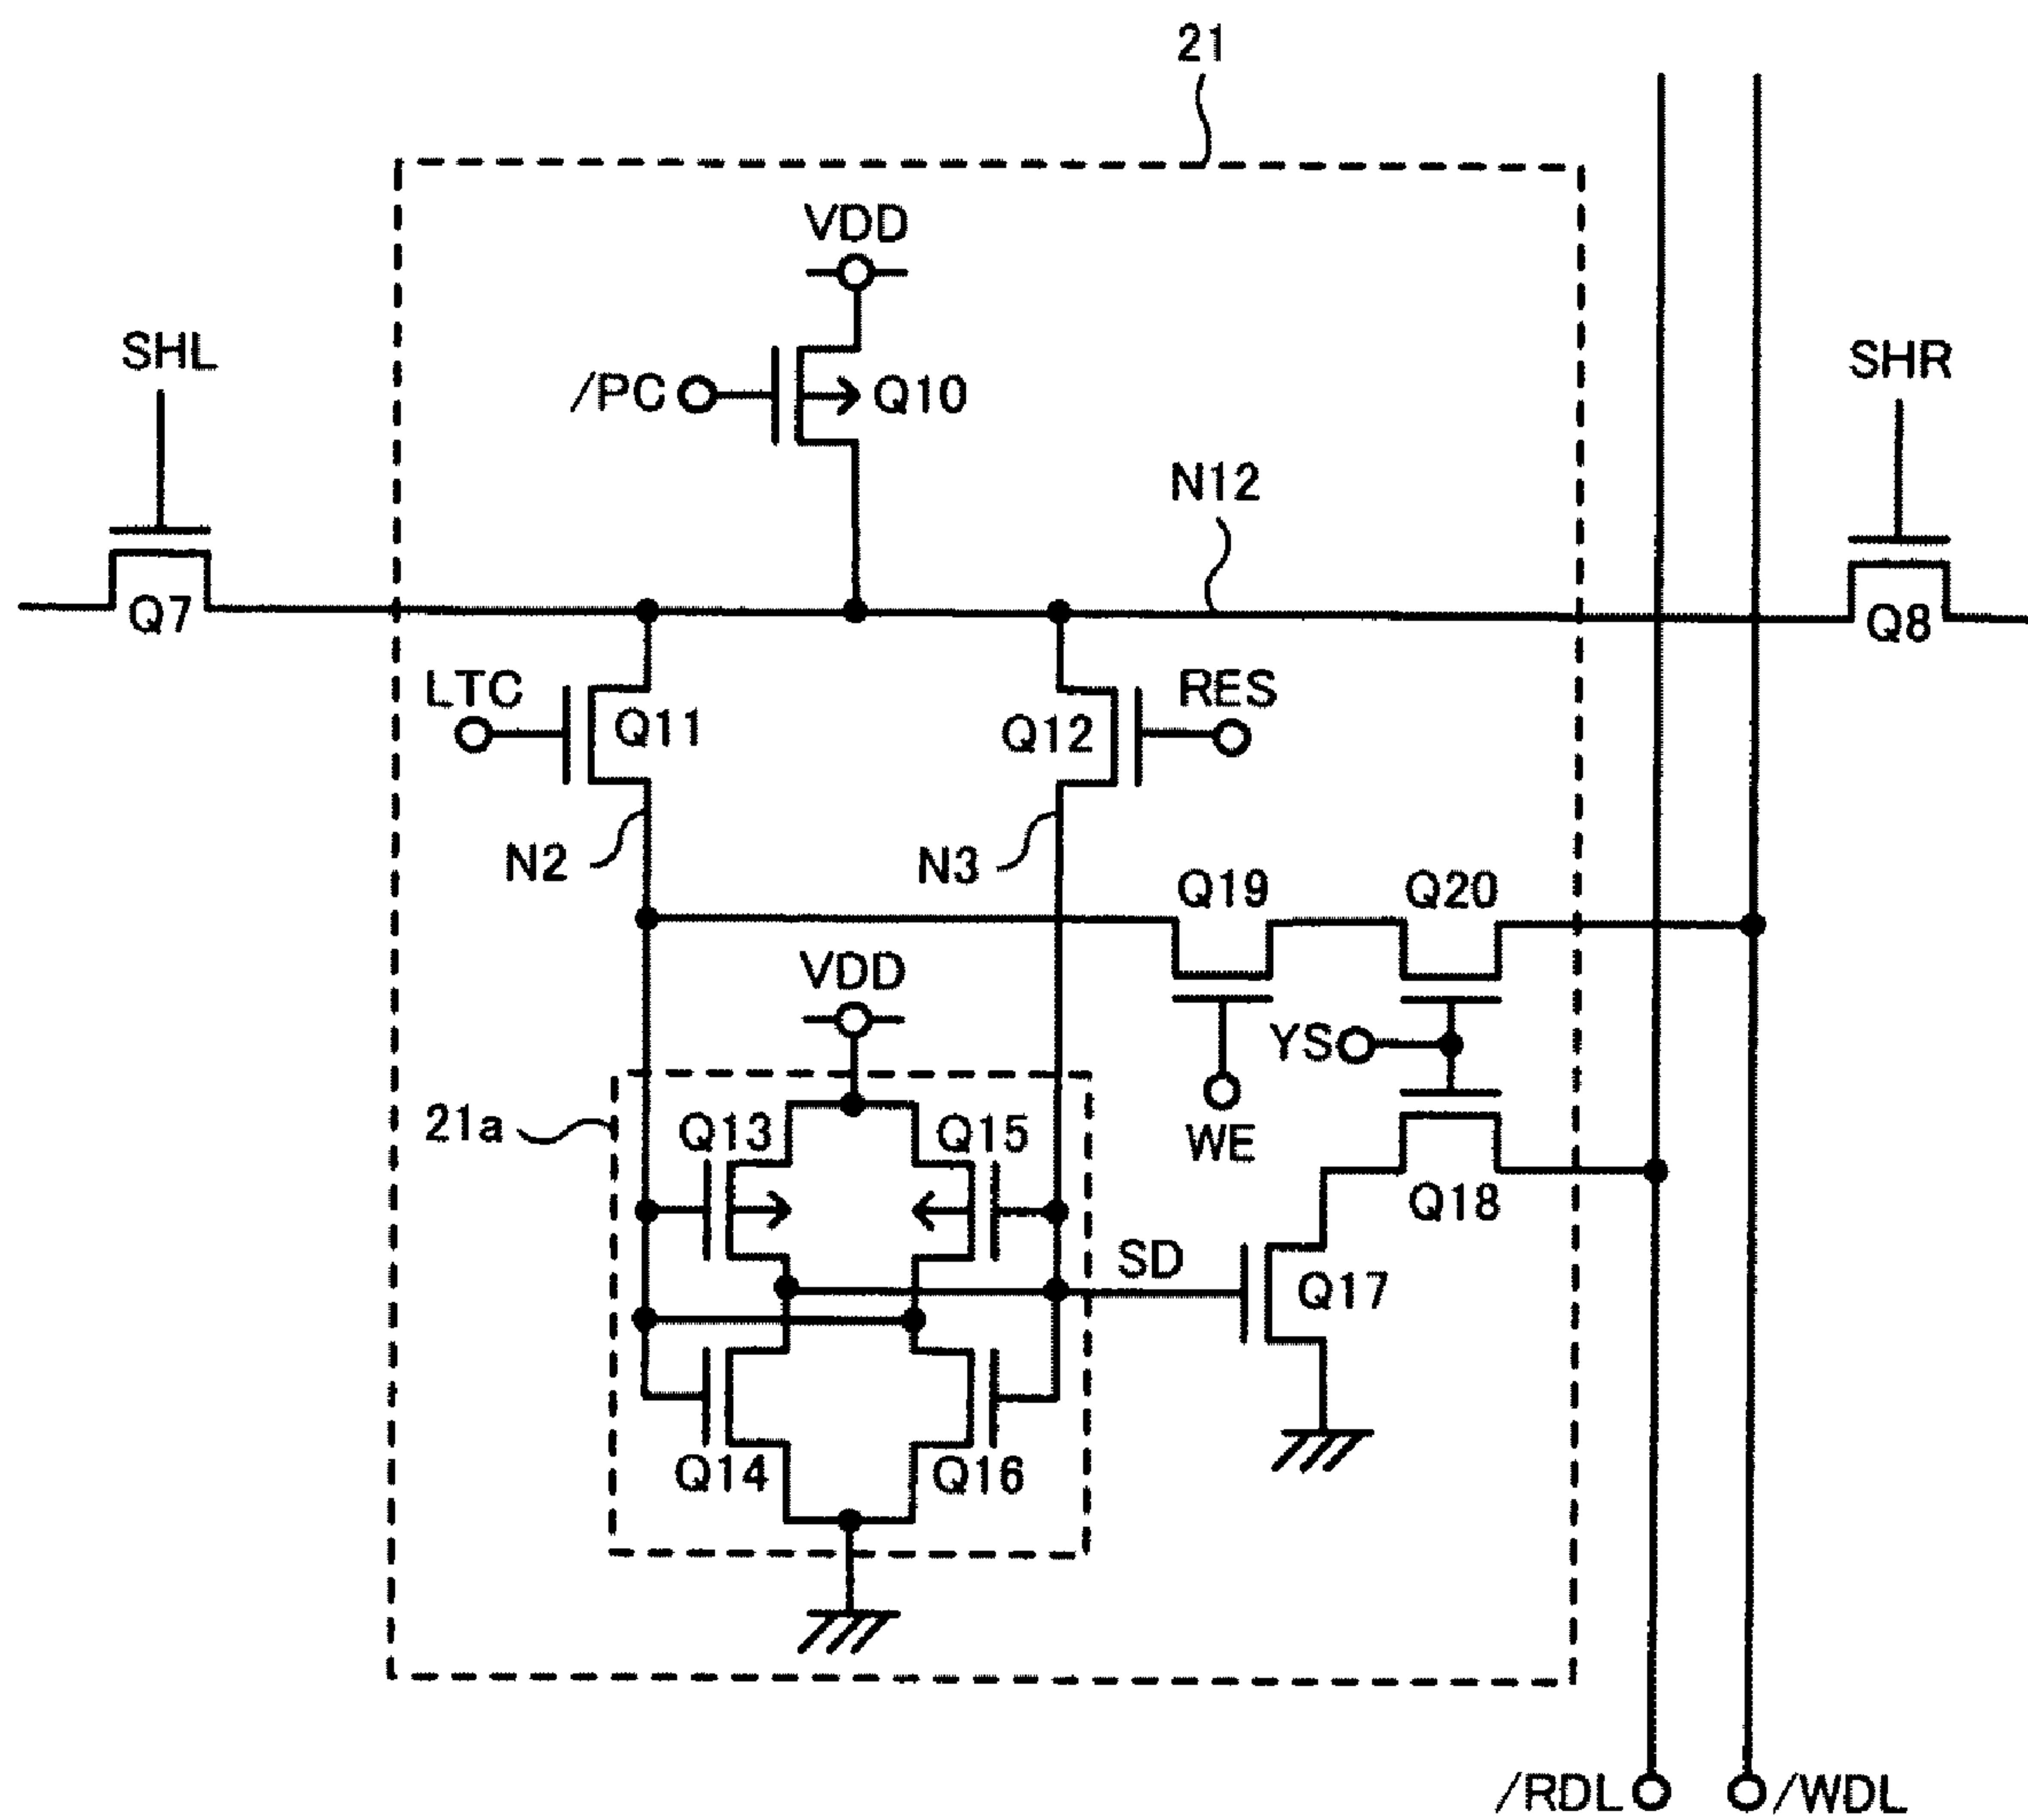 21
VDD
SHL
/PC
Q10
SHR
N12
Q7
Q8
LTC
Q11
Q12
RES
N2
N3
Q19
Q20
VDD
YS
21a
Q13
Q15
WE
Q18
SD
Q17
Q14
Q16
/RDL
/WDL